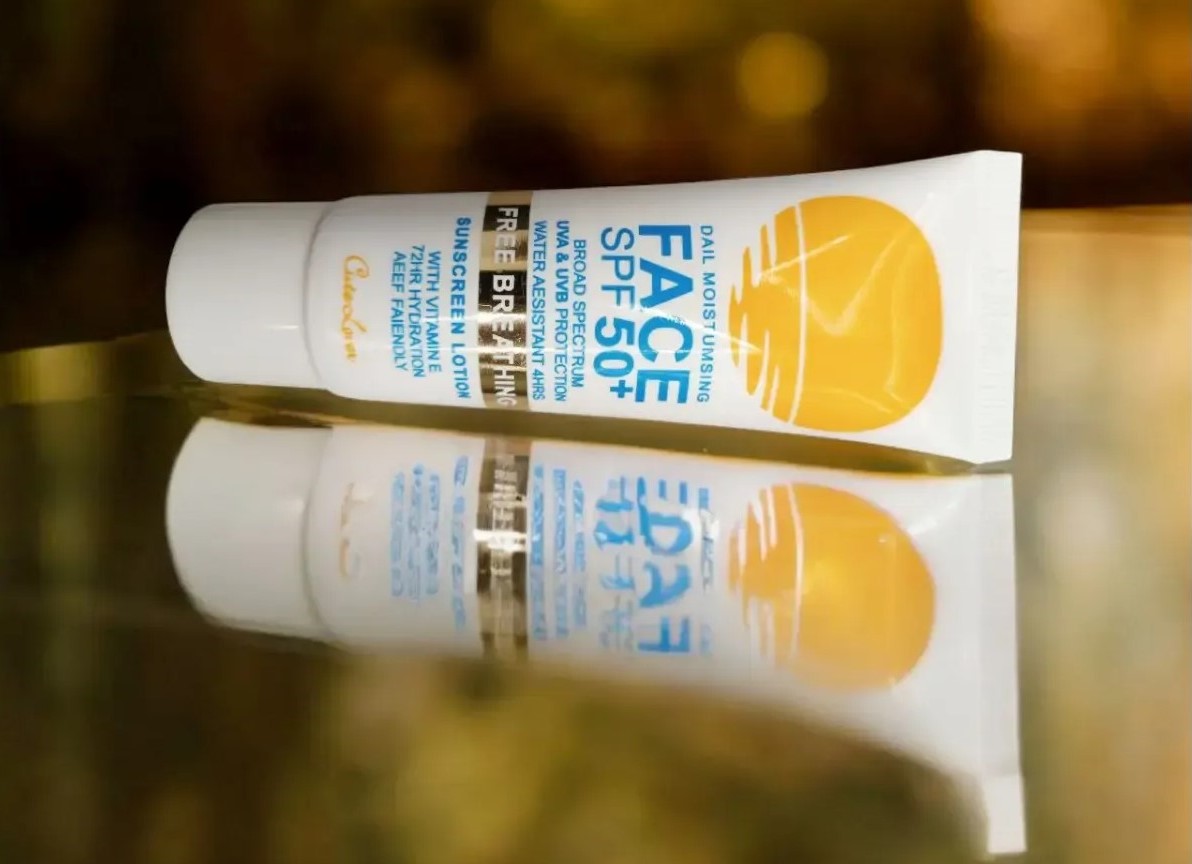 DAIL MOISTUMSING
FACE
SPF 50+
BROAD SPECTRUM
UVA & UVB PROTECTION
WATER AESISTANT 4HRS
FREE BREATHING
SUNSCREEN LOTION
WITH VITAMIN E
72HR HYDRATION
AEEF FAIENDLY